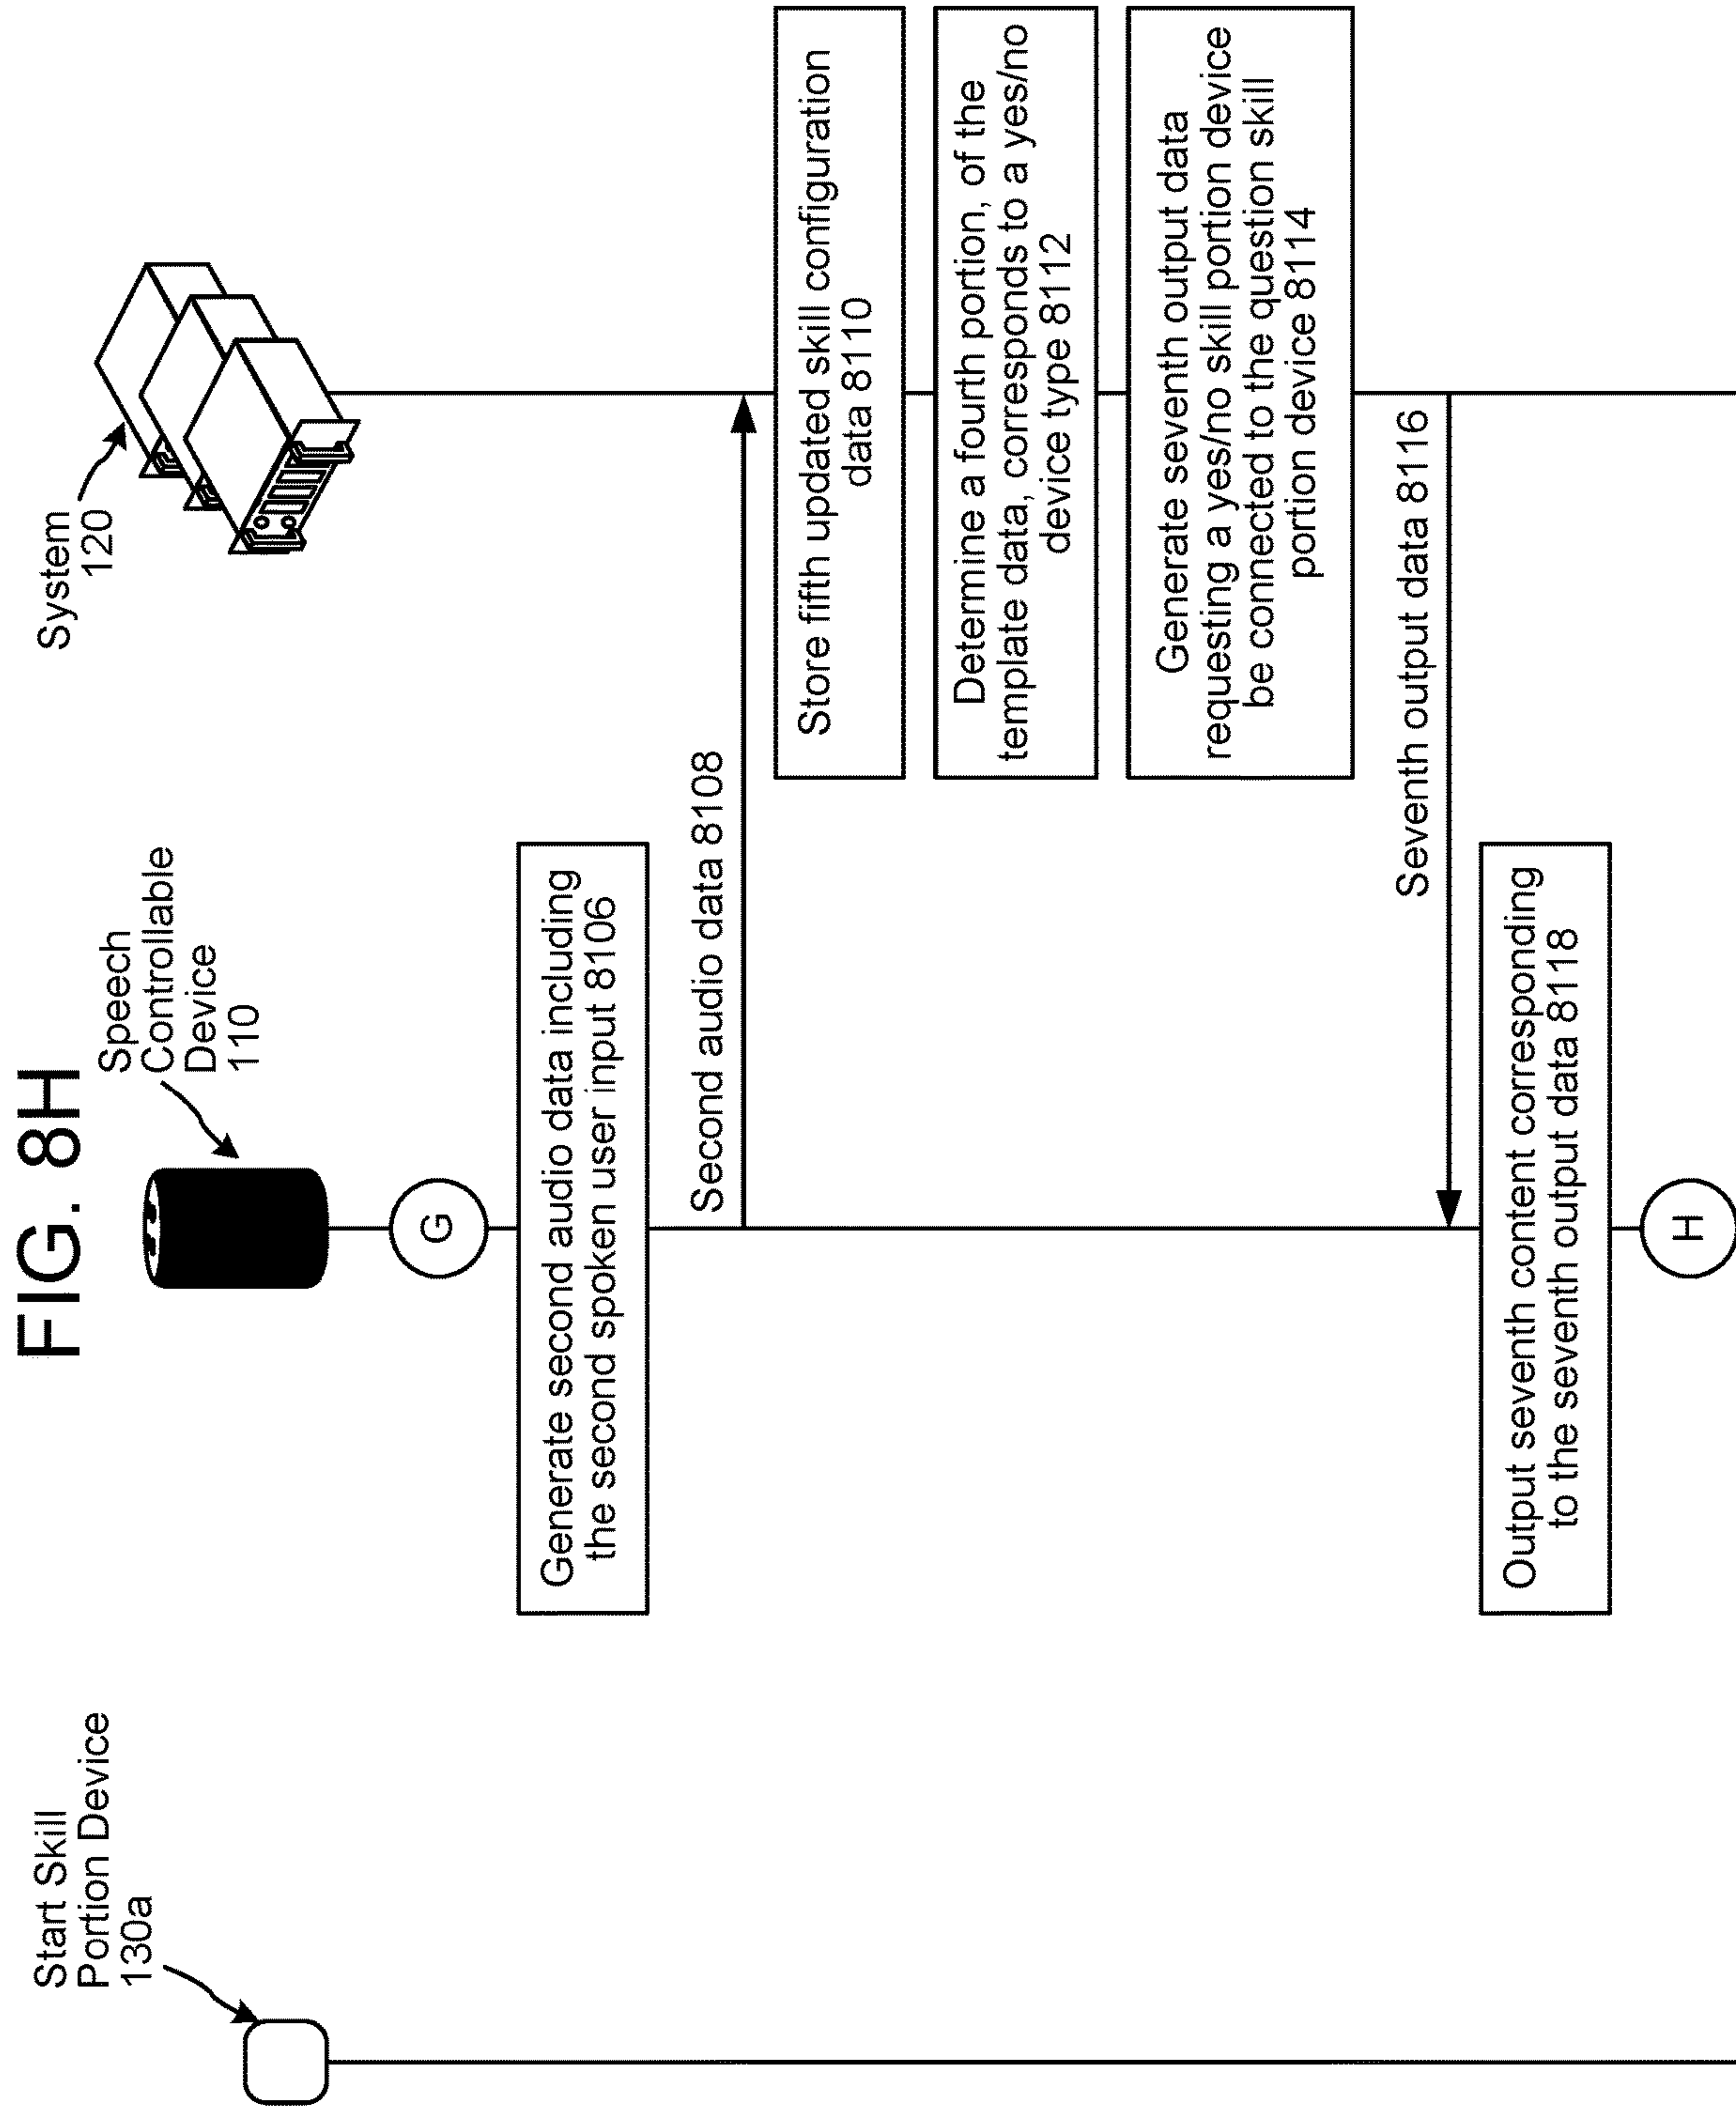 FIG. 8H
Start Skill
Portion Device
130a
Speech
Controllable
Device
110
System
120
G
Generate second audio data including
the second spoken user input 8106
Second audio data 8108
Store fifth updated skill configuration
data 8110
Determine a fourth portion, of the
template data, corresponds to a yes/no
device type 8112
Generate seventh output data
requesting a yes/no skill portion device
be connected to the question skill
portion device 8114
Seventh output data 8116
Output seventh content corresponding
to the seventh output data 8118
H